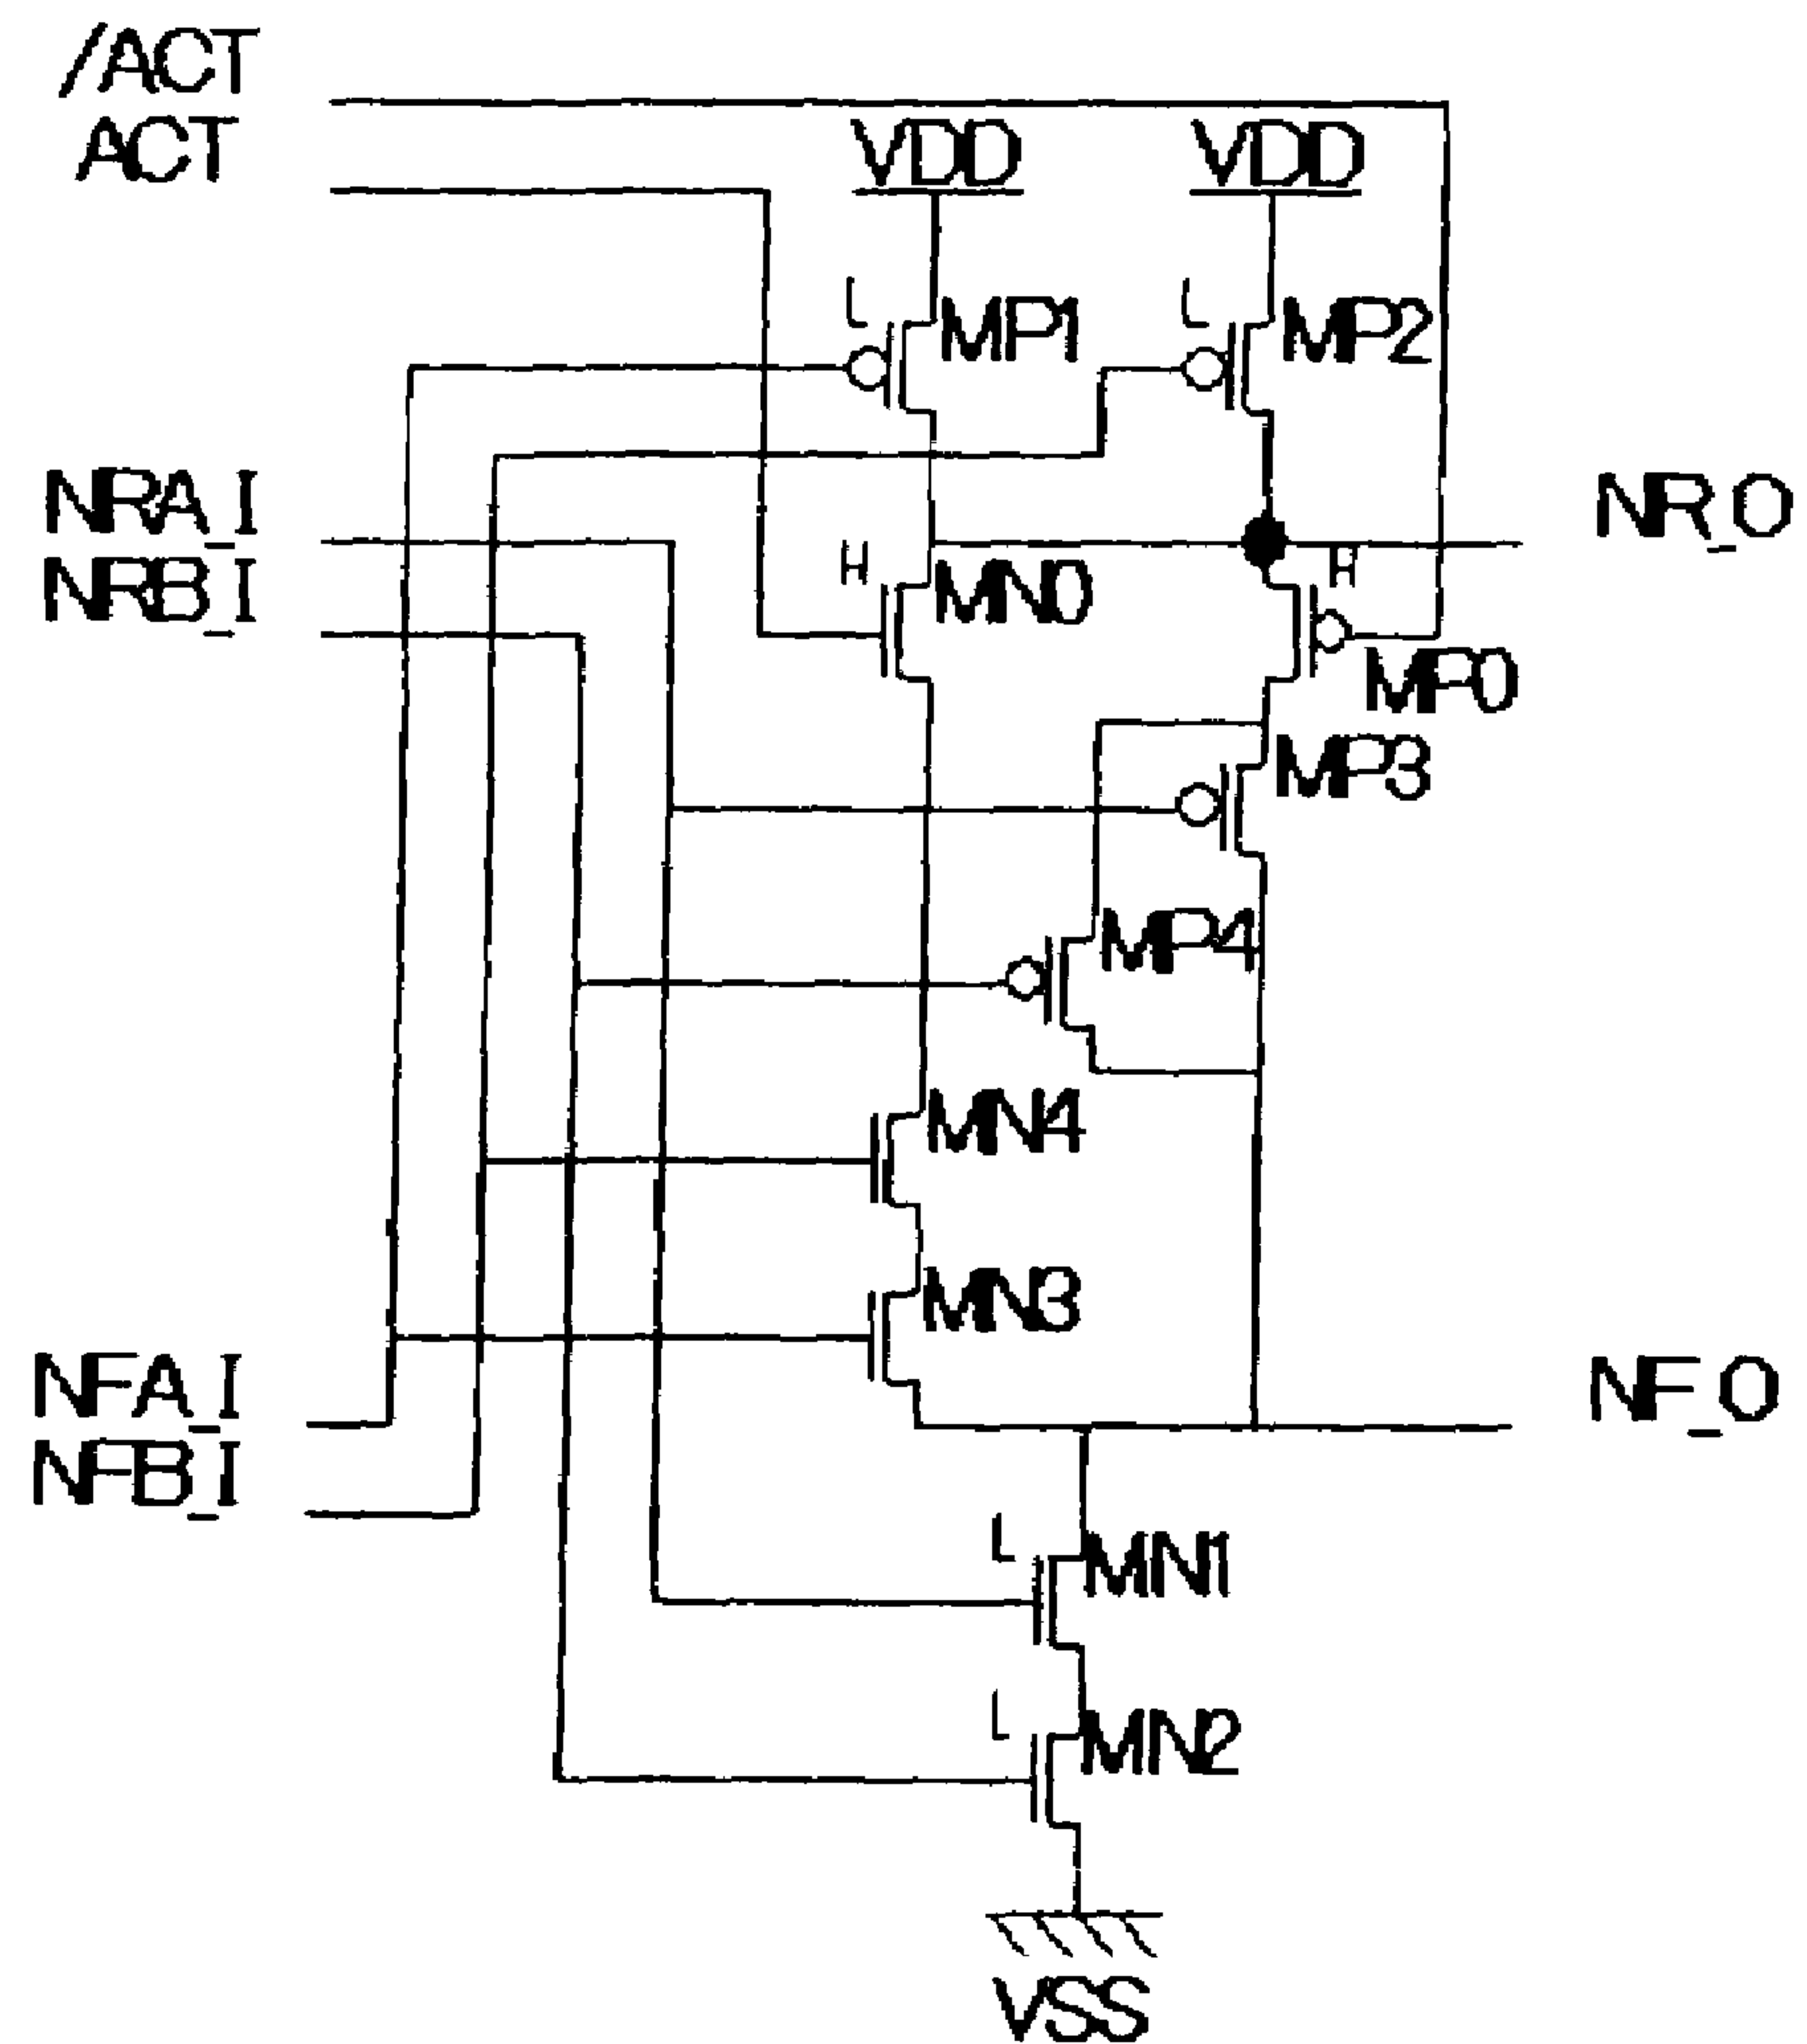 /ACT
ACT
VDD VDD
L MP1 L MP2
NRA_I NR_O
NRB_I H MN0 H
MP0
MP3
MP4
MN4
MN3
NFA_I NF_O
NFB_I
L MN1
L MN2
VSS